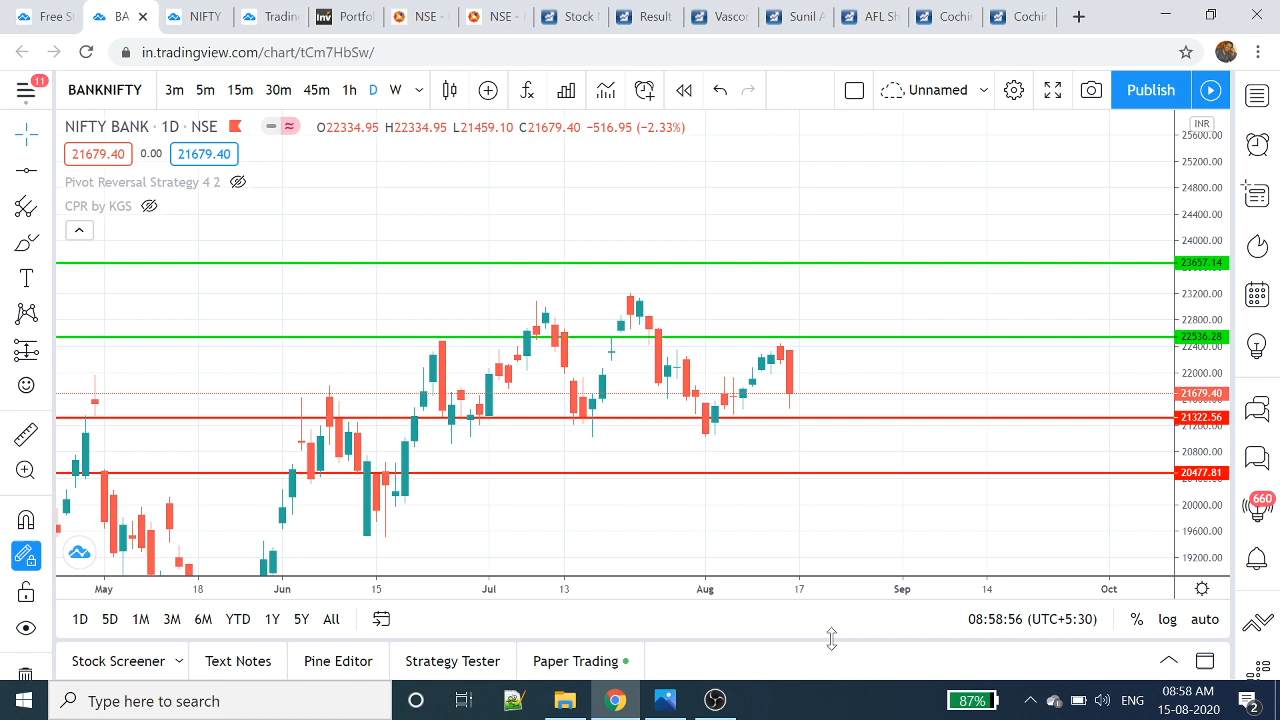 Free S
BA
NIFTY
Tradin
Portfo
NSE -
NSE -
Stock
Result
Vasco
Sunil A
AFL Sh
Cochin
Cochin
in.tradingview.com/chart/tCm7HbSw/
11
BANKNIFTY 3m 5m 15m 30m 45m 1h D W Unnamed Publish
NIFTY BANK · 1D · NSE O22334.95 H22334.95 L21459.10 C21679.40 −516.95 (−2.33%)
INR
21679.40 0.00 21679.40
Pivot Reversal Strategy 4 2
CPR by KGS
25600.00
25200.00
24800.00
24400.00
24000.00
23657.14
23200.00
22800.00
22536.28
22400.00
22000.00
21679.40
21322.56
21200.00
20800.00
20477.81
20000.00
19600.00
19200.00
660
May 18 Jun 15 Jul 13 Aug 17 Sep 14 Oct
1D 5D 1M 3M 6M YTD 1Y 5Y All 08:58:56 (UTC+5:30) % log auto
Stock Screener Text Notes Pine Editor Strategy Tester Paper Trading
Type here to search 87% ENG 08:58 AM
15-08-2020
2